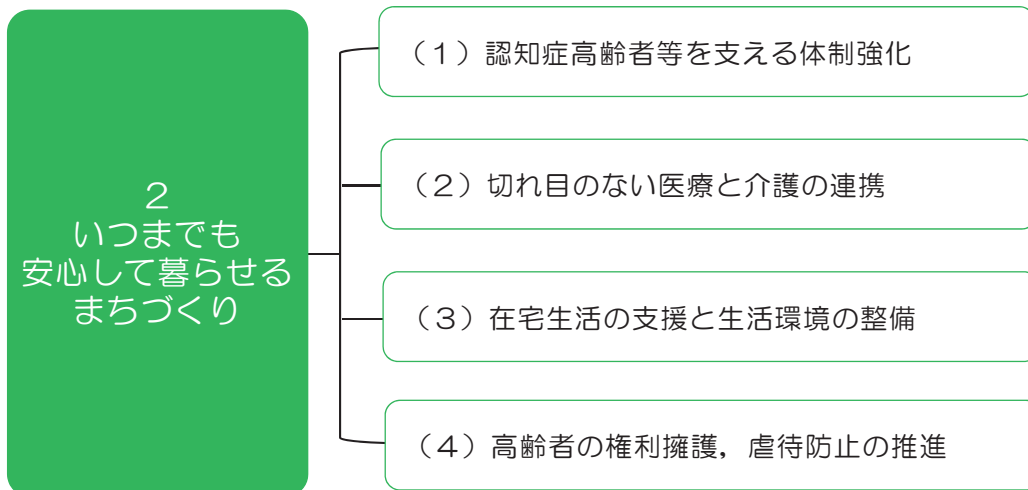 ２
いつまでも
安心して暮らせる
まちづくり
（１）認知症高齢者等を支える体制強化
（２）切れ目のない医療と介護の連携
（３）在宅生活の支援と生活環境の整備
（４）高齢者の権利擁護，虐待防止の推進